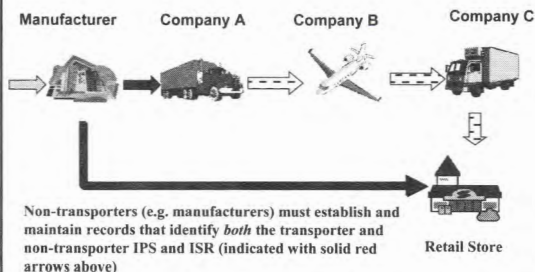 Manufacturer Company A Company B Company C
Non-transporters (e.g. manufacturers) must establish and
maintain records that identify both the transporter and
non-transporter IPS and ISR (indicated with solid red
arrows above)
Retail Store